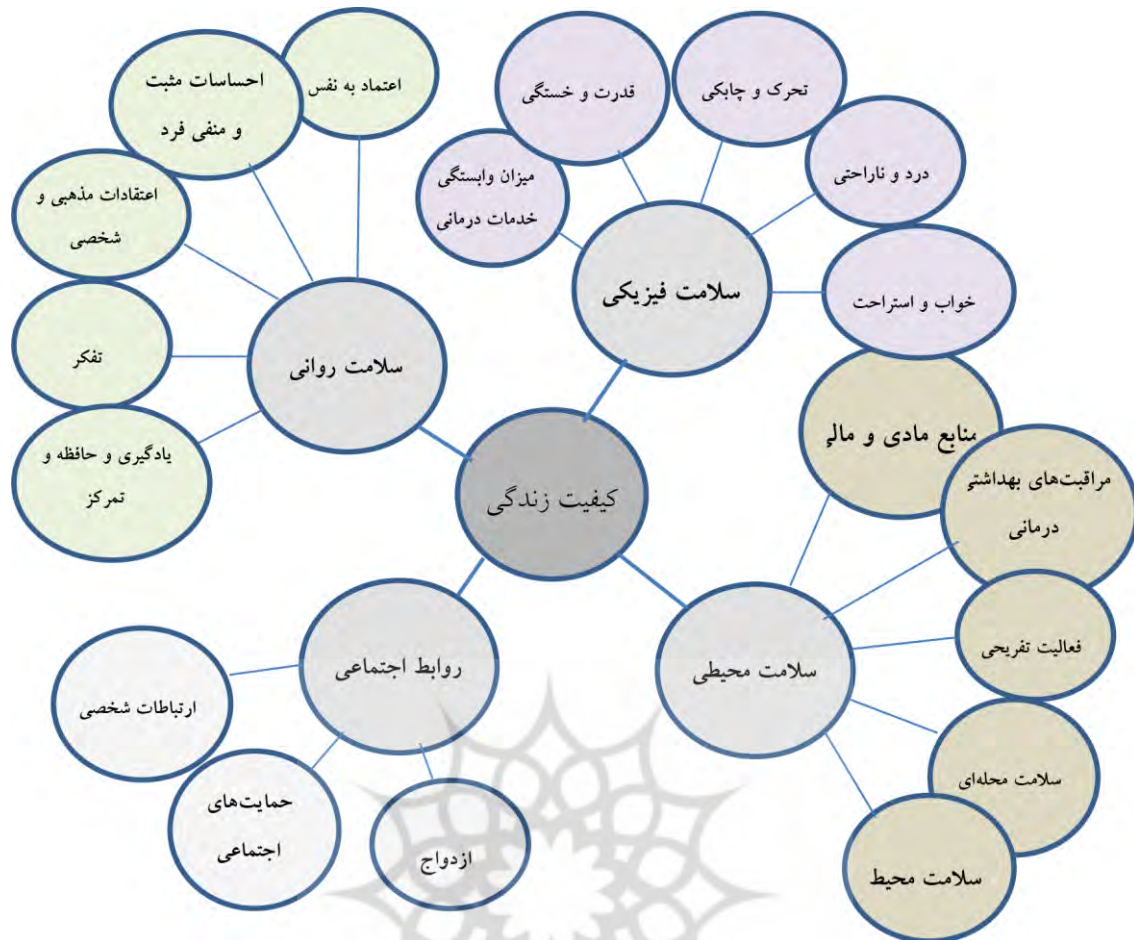 کیفیت زندگی
سلامت فیزیکی
میزان وابستگی
خدمات درمانی
قدرت و خستگی
تحرک و چابکی
درد و ناراحتی
خواب و استراحت
سلامت روانی
اعتماد به نفس
احساسات مثبت
و منفی فرد
اعتقادات مذهبی و
شخصی
تفکر
یادگیری و حافظه و
تمرکز
روابط اجتماعی
ارتباطات شخصی
حمایت‌های
اجتماعی
ازدواج
سلامت محیطی
منابع مادی و مالی
مراقبت‌های بهداشتی
درمانی
فعالیت تفریحی
سلامت محله‌ای
سلامت محیط